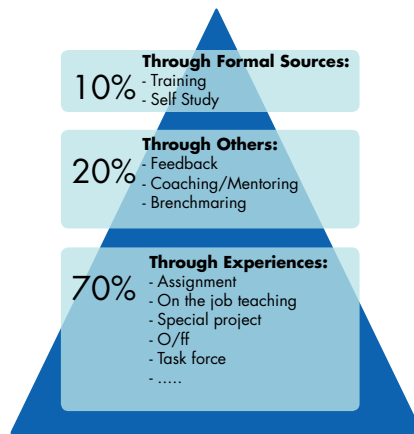 Through Formal Sources:
10%
- Training
- Self Study
Through Others:
20%
- Feedback
- Coaching/Mentoring
- Brenchmaring
Through Experiences:
70%
- Assignment
- On the job teaching
- Special project
- O/ff
- Task force
- .....